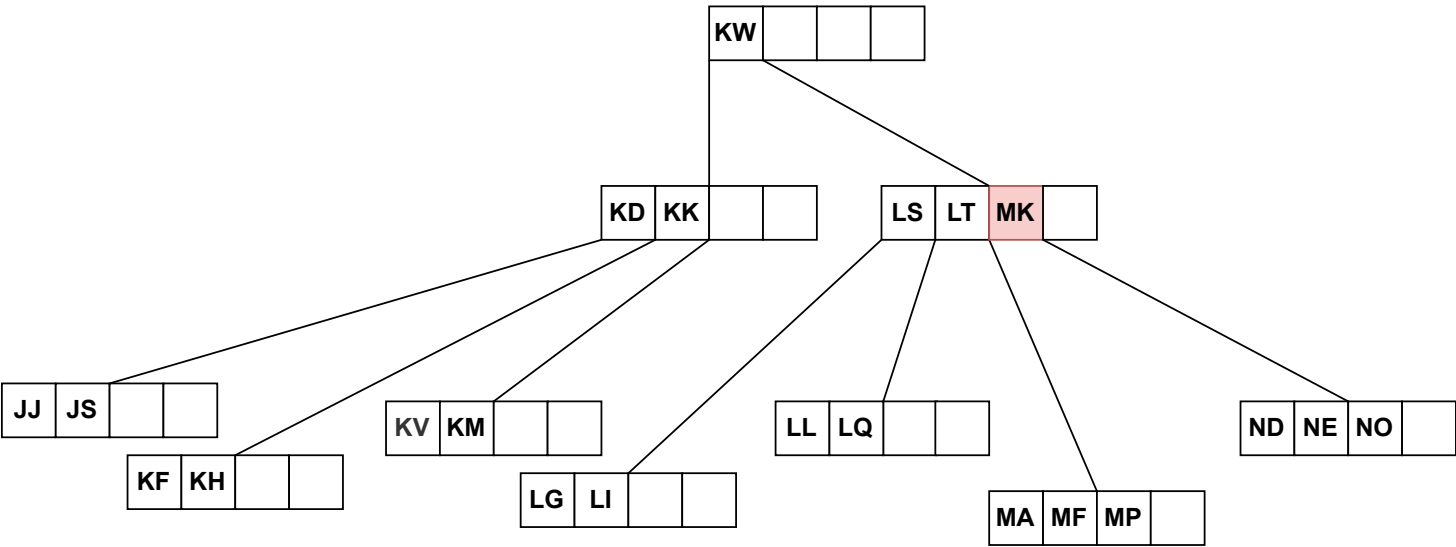 KW
KD KK
LS LT MK
JJ JS
KV KM
LL LQ
ND NE NO
KF KH
LG LI
MA MF MP